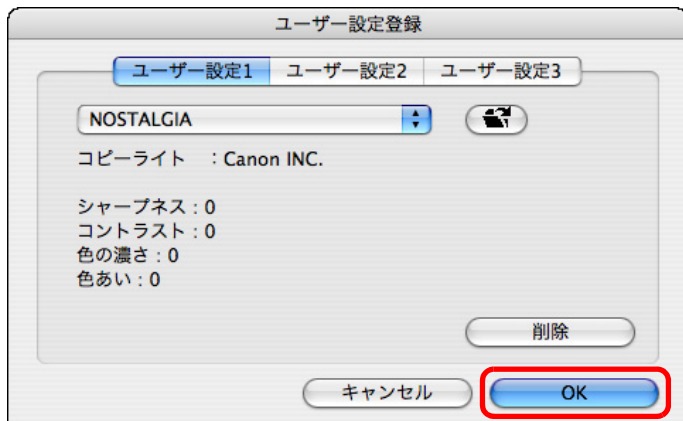 ユーザー設定登録
ユーザー設定1 ユーザー設定2 ユーザー設定3
NOSTALGIA
コピーライト : Canon INC.
シャープネス : 0
コントラスト : 0
色の濃さ : 0
色あい : 0
削除
キャンセル OK